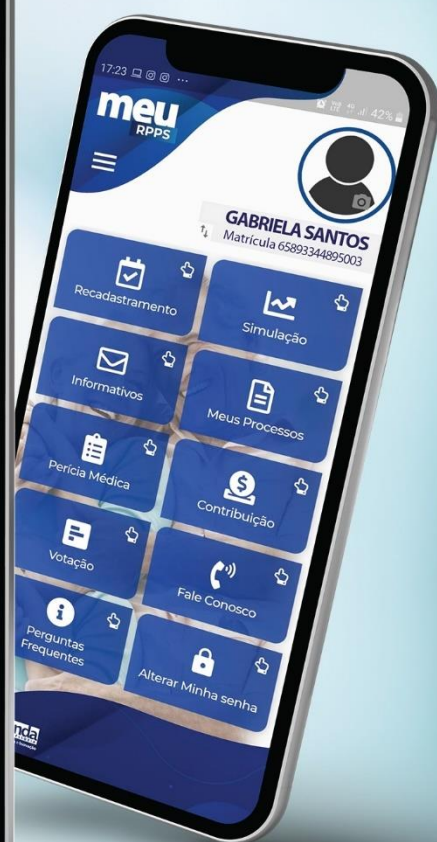 17:23
42%
meu
RPPS
GABRIELA SANTOS
Matrícula 65893344895003
Recadastramento
Simulação
Informativos
Meus Processos
Perícia Médica
Contribuição
Votação
Fale Conosco
Perguntas
Frequentes
Alterar Minha senha